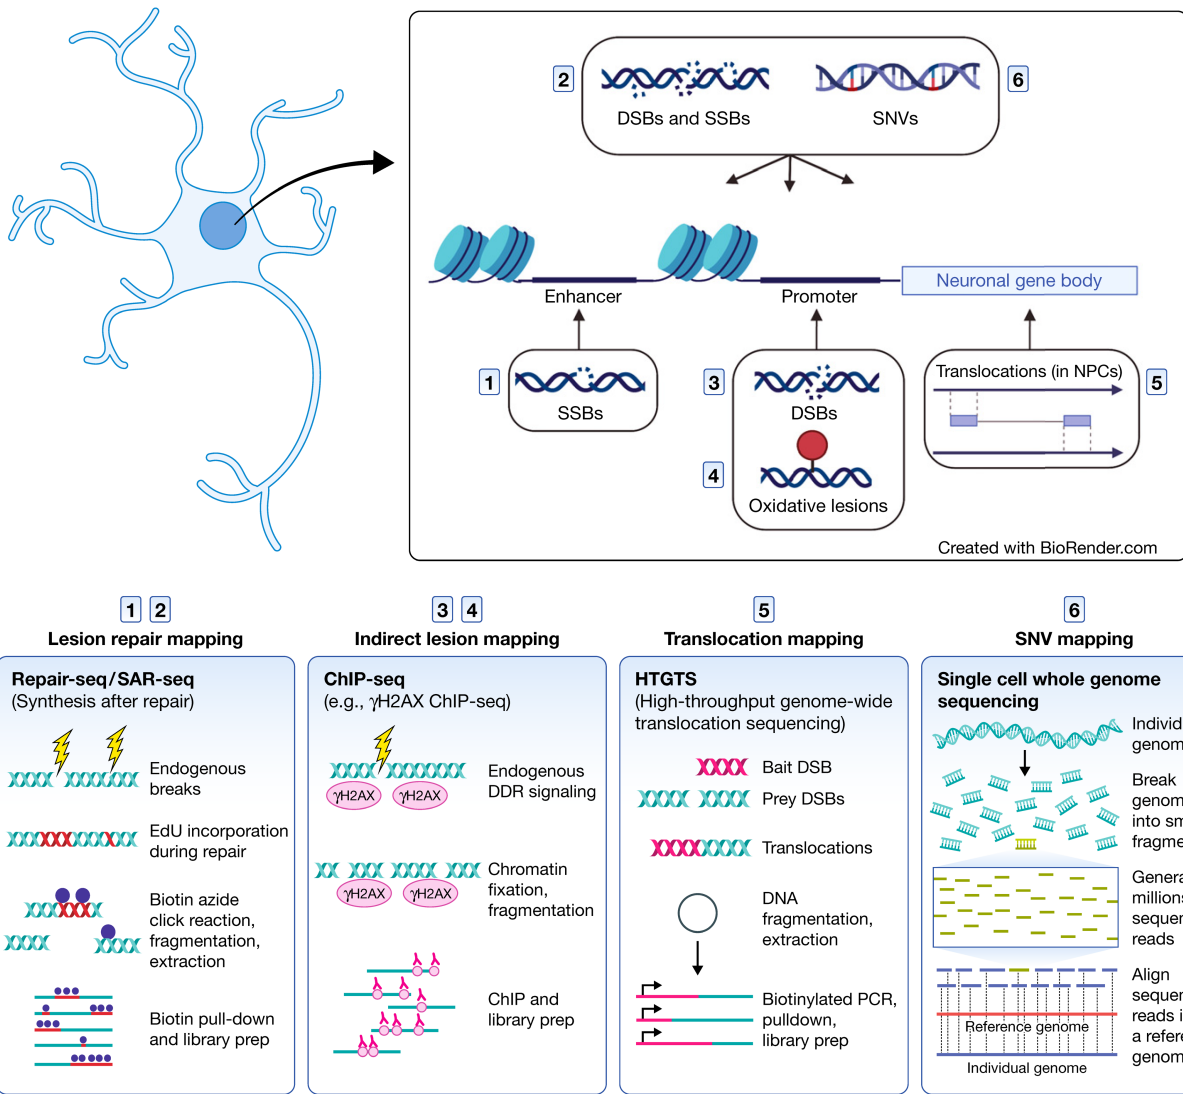 2
DSBs and SSBs
SNVs
6
Enhancer
Promoter
Neuronal gene body
1
SSBs
3
DSBs
4
Oxidative lesions
Translocations (in NPCs)
5
Created with BioRender.com
1 2
Lesion repair mapping
Repair-seq/SAR-seq
(Synthesis after repair)
Endogenous
breaks
EdU incorporation
during repair
Biotin azide
click reaction,
fragmentation,
extraction
Biotin pull-down
and library prep
3 4
Indirect lesion mapping
ChIP-seq
(e.g., γH2AX ChIP-seq)
γH2AX γH2AX
Endogenous
DDR signaling
γH2AX γH2AX
Chromatin
fixation,
fragmentation
ChIP and
library prep
5
Translocation mapping
HTGTS
(High-throughput genome-wide
translocation sequencing)
Bait DSB
Prey DSBs
Translocations
DNA
fragmentation,
extraction
Biotinylated PCR,
pulldown,
library prep
6
SNV mapping
Single cell whole genome
sequencing
Break
into
reads
Align
reads
a
Reference genome
Individual genome